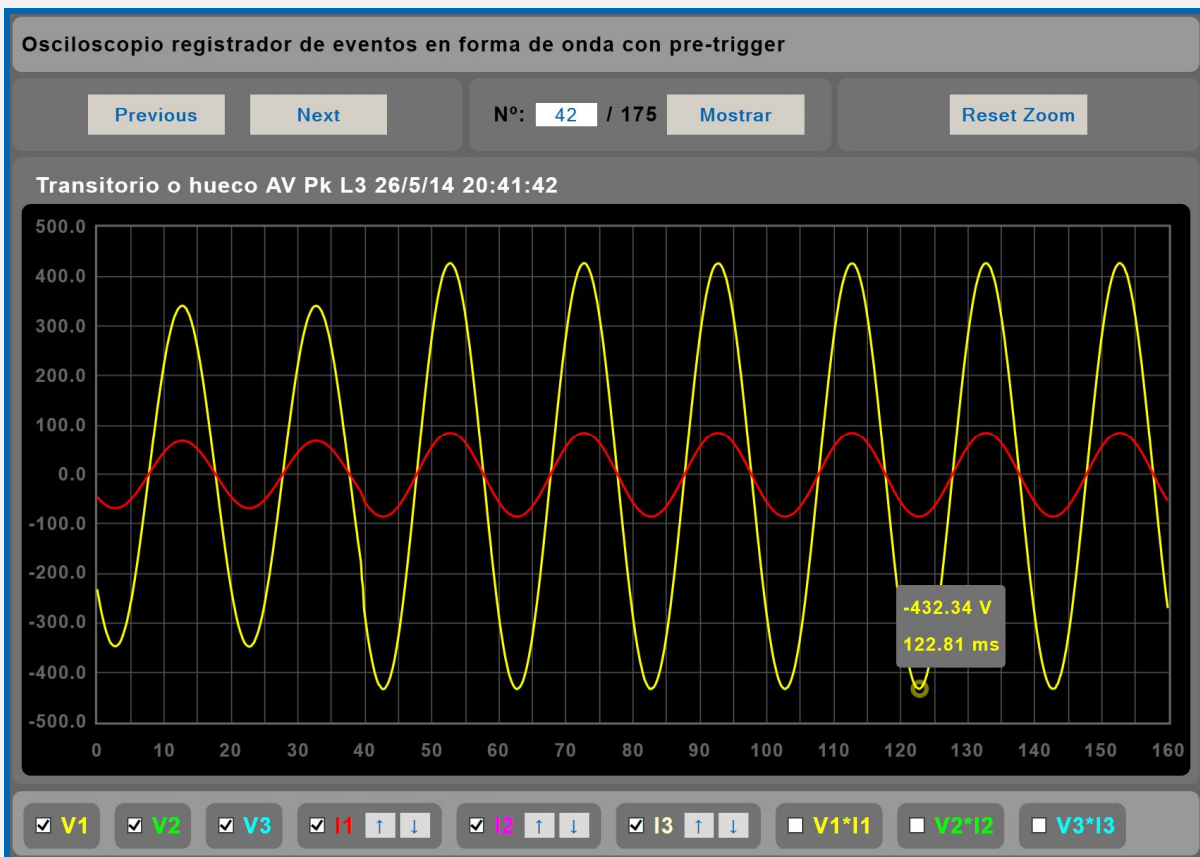 Osciloscopio registrador de eventos en forma de onda con pre-trigger
Previous Next Nº: 42 / 175 Mostrar Reset Zoom
Transitorio o hueco AV Pk L3 26/5/14 20:41:42
500.0
400.0
300.0
200.0
100.0
0.0
-100.0
-200.0
-300.0
-400.0
-500.0
-432.34 V
122.81 ms
0 10 20 30 40 50 60 70 80 90 100 110 120 130 140 150 160
V1 V2 V3 I1 ↑ ↓ I2 ↑ ↓ I3 ↑ ↓ V1*I1 V2*I2 V3*I3